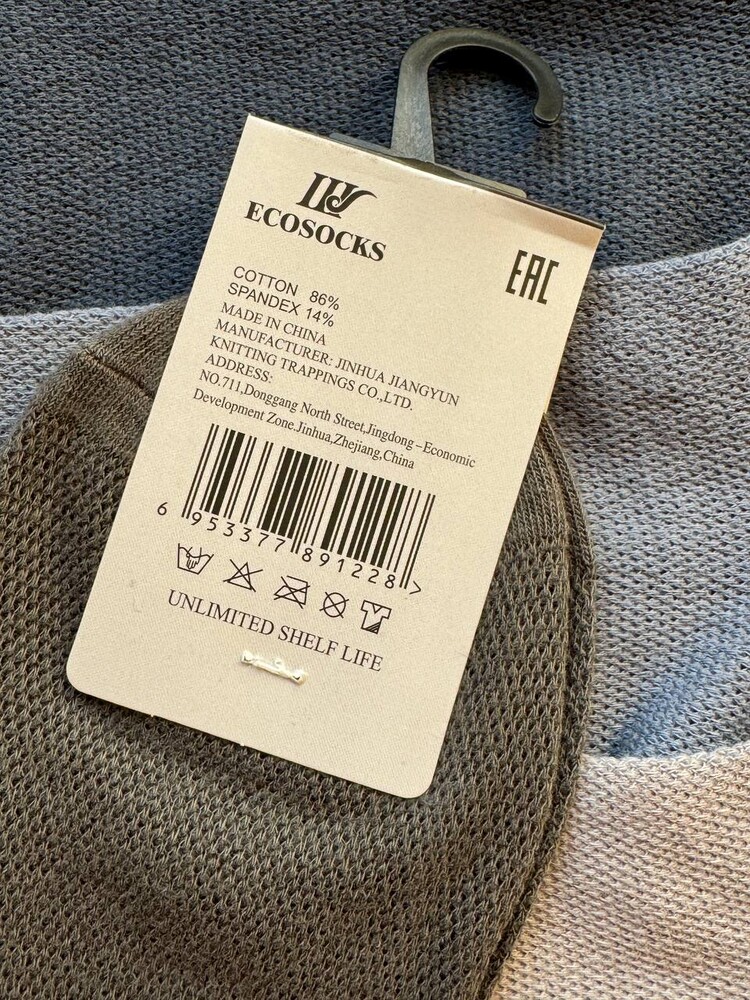 ECOSOCKS
EAC
COTTON 86%
SPANDEX 14%
MADE IN CHINA
MANUFACTURER: JINHUA JIANGYUN
KNITTING TRAPPINGS CO.,LTD.
ADDRESS:
NO.711,Donggang North Street,Jingdong-Economic
Development Zone.Jinhua,Zhejiang,China
6 953377 891228 >
UNLIMITED SHELF LIFE